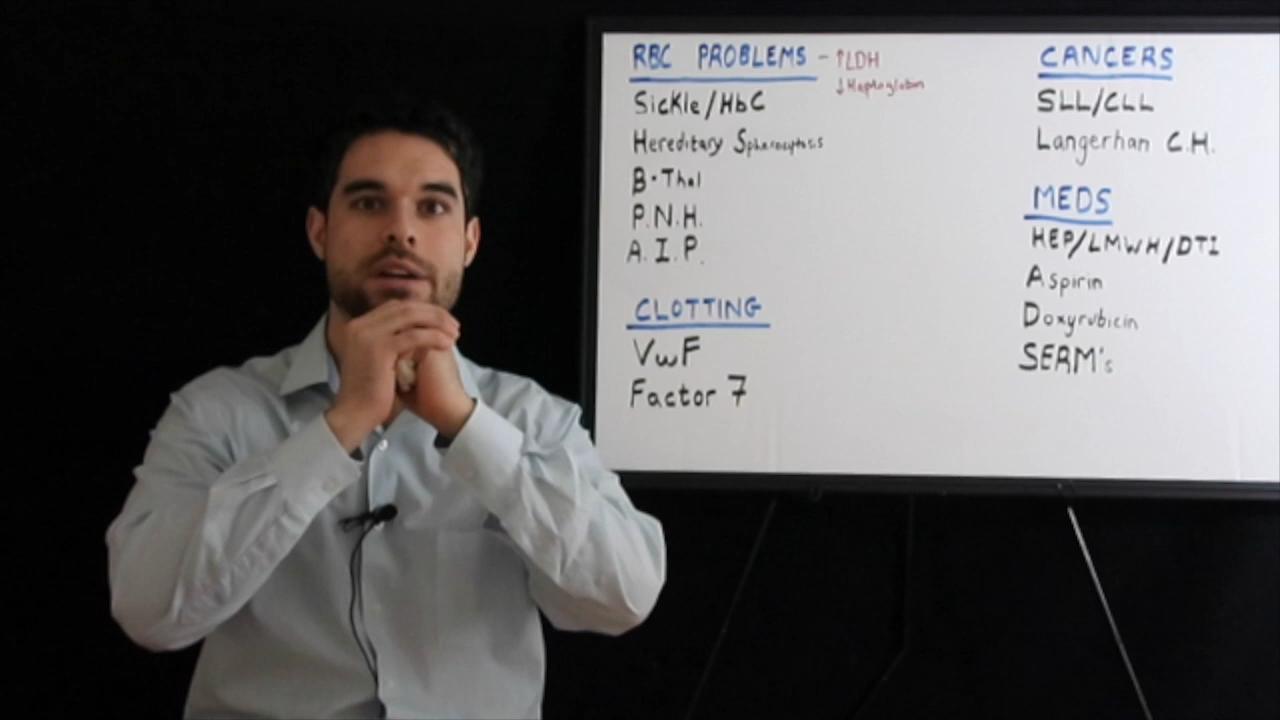 RBC PROBLEMS - ↑LDH
↓Haptoglobin
Sickle/HbC
Hereditary Spherocytosis
B-Thal
P.N.H.
A.I.P.
CLOTTING
VwF
Factor 7
CANCERS
SLL/CLL
Langerhan C.H.
MEDS
HEP/LMWH/DTI
Aspirin
Doxyrubicin
SERM's